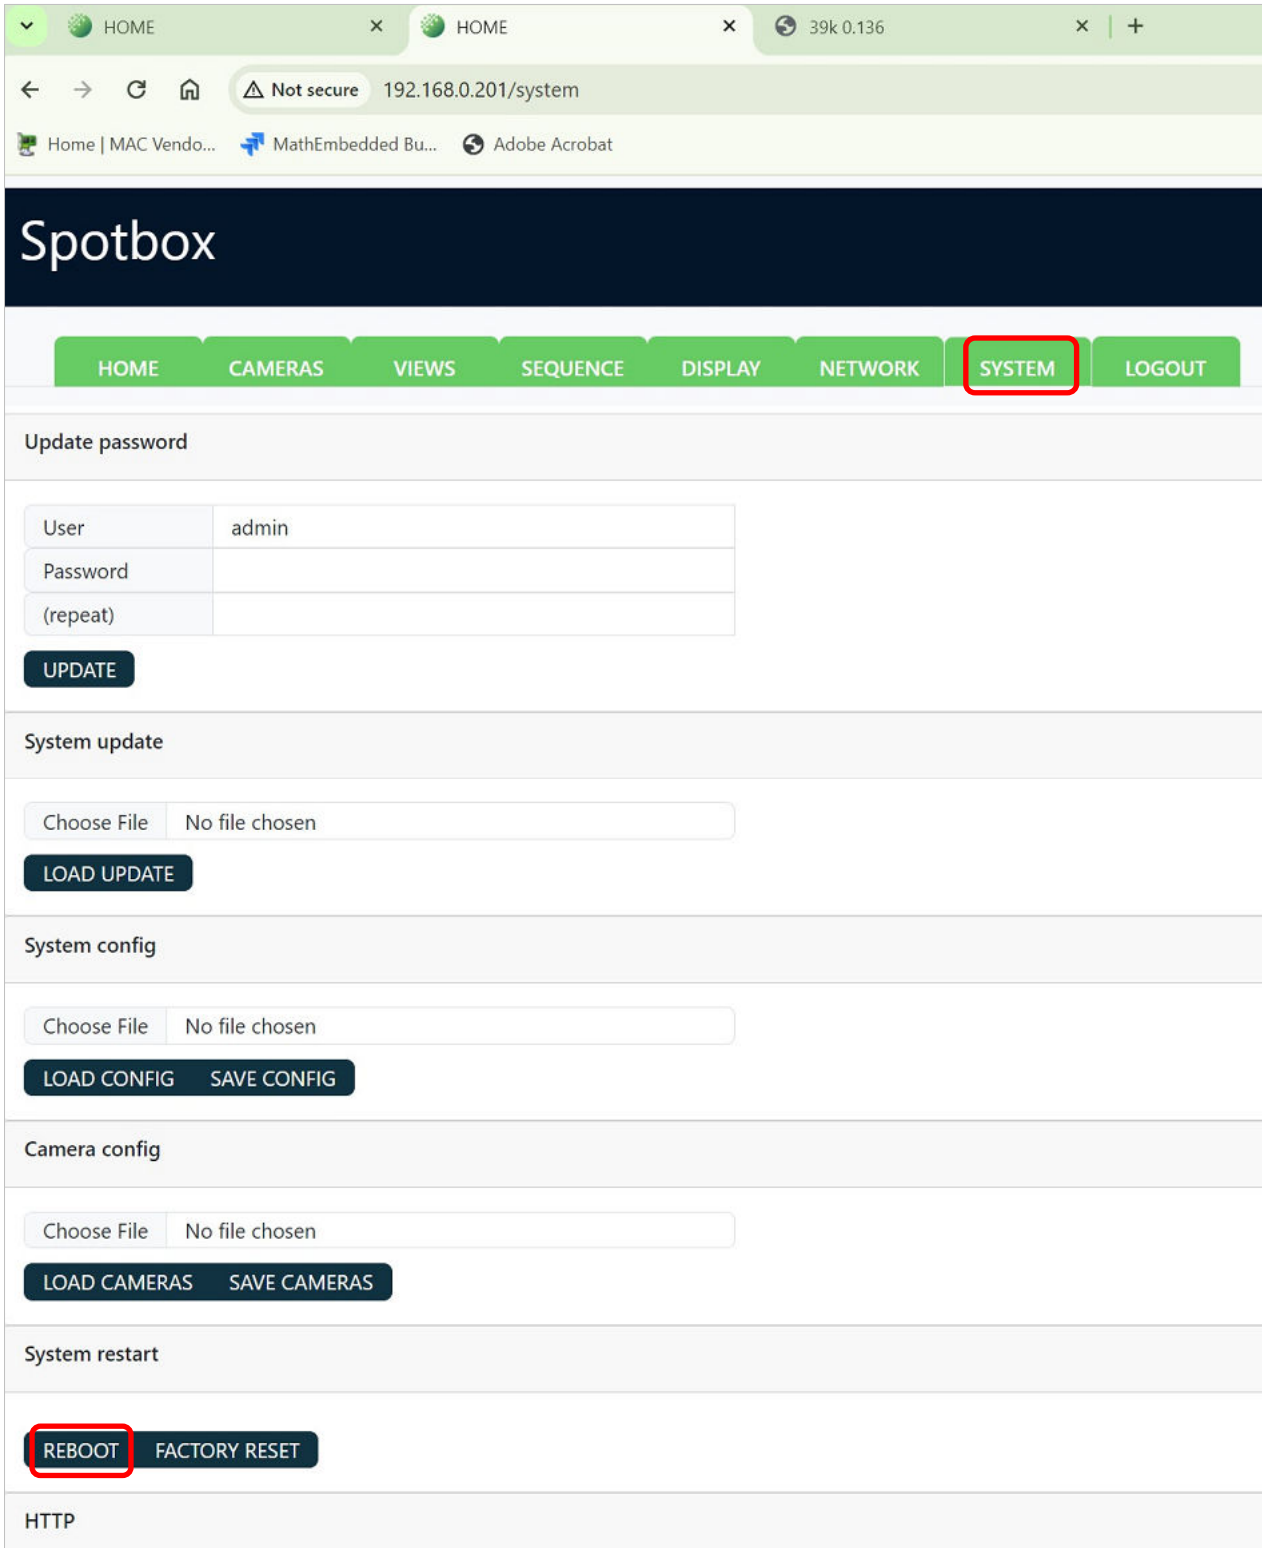 HOME HOME 39k 0.136
Not secure 192.168.0.201/system
Home | MAC Vendo... MathEmbedded Bu... Adobe Acrobat
Spotbox
HOME CAMERAS VIEWS SEQUENCE DISPLAY NETWORK SYSTEM LOGOUT
Update password
User admin
Password
(repeat)
UPDATE
System update
Choose File No file chosen
LOAD UPDATE
System config
Choose File No file chosen
LOAD CONFIG SAVE CONFIG
Camera config
Choose File No file chosen
LOAD CAMERAS SAVE CAMERAS
System restart
REBOOT FACTORY RESET
HTTP